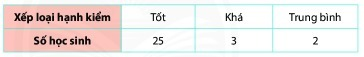 Xếp loại hạnh kiểm Tốt Khá Trung bình
Số học sinh 25 3 2